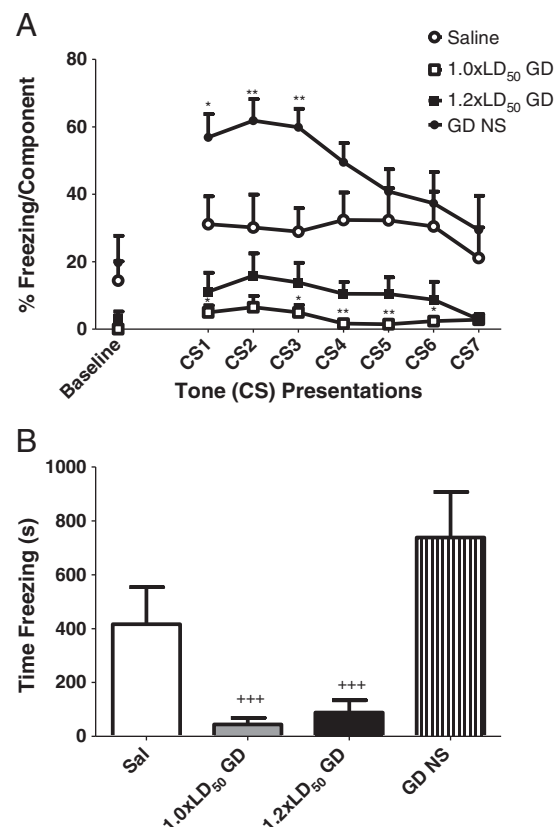 A
Saline
1.0xLD50 GD
1.2xLD50 GD
GD NS
% Freezing/Component
80
60
40
20
0
* ** **
* * ** ** *
Baseline CS1 CS2 CS3 CS4 CS5 CS6 CS7
Tone (CS) Presentations
B
Time Freezing (s)
1000
800
600
400
200
0
+++ +++
Sal 1.0xLD50 GD 1.2xLD50 GD GD NS